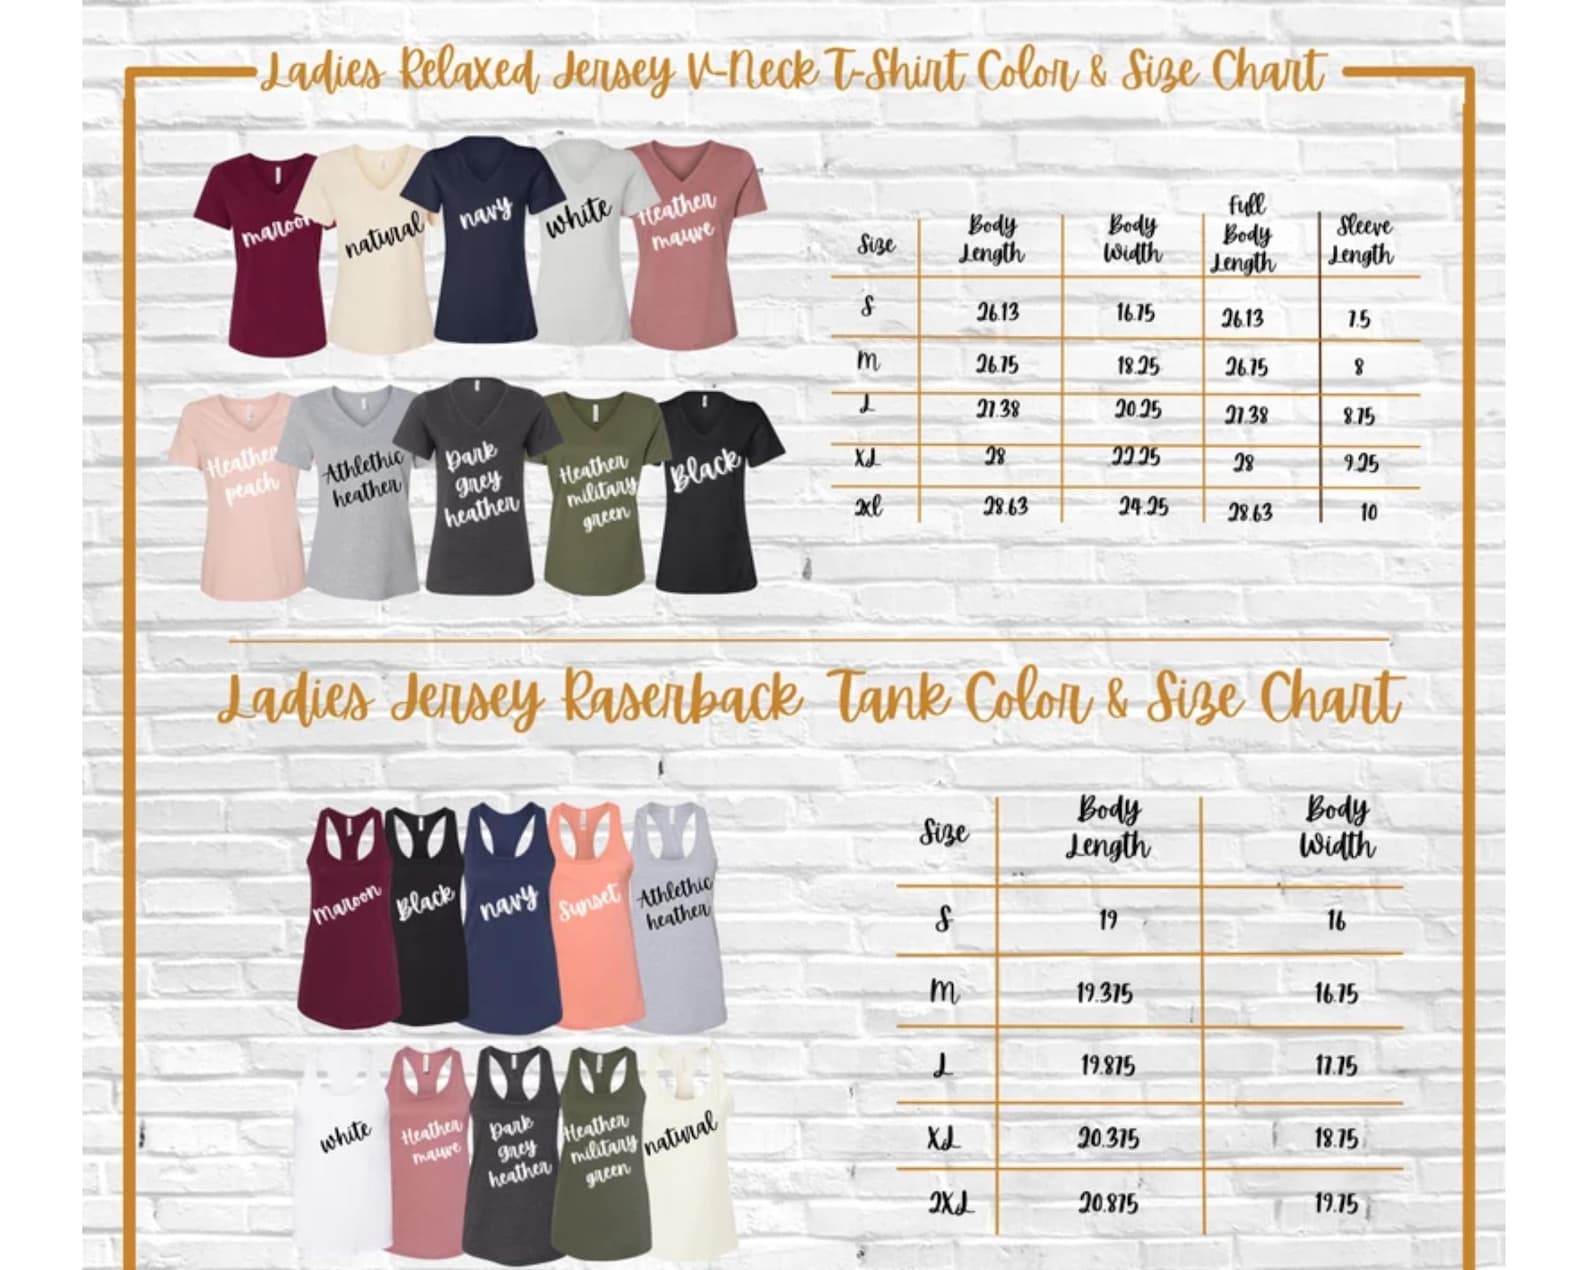 Ladies Relaxed Jersey V-Neck T-Shirt Color & Size Chart
maroon
natural
navy
white
Heather
mauve
Heather
peach
Athlethic
heather
Dark
grey
heather
Heather
military
green
Black
Size Body Length Body Width Full Body Length Sleeve Length
S 26.13 16.75 26.13 7.5
M 26.75 18.25 26.75 8
L 27.38 20.25 27.38 8.75
XL 28 22.25 28 9.25
2xl 28.63 24.25 28.63 10
Ladies Jersey Raserback Tank Color & Size Chart
Maroon
Black
navy
Sunset
Athlethic
heather
white
Heather
mauve
Dark
grey
heather
Heather
military
green
natural
Size Body Length Body Width
S 19 16
M 19.375 16.75
L 19.875 17.75
XL 20.375 18.75
2XL 20.875 19.75